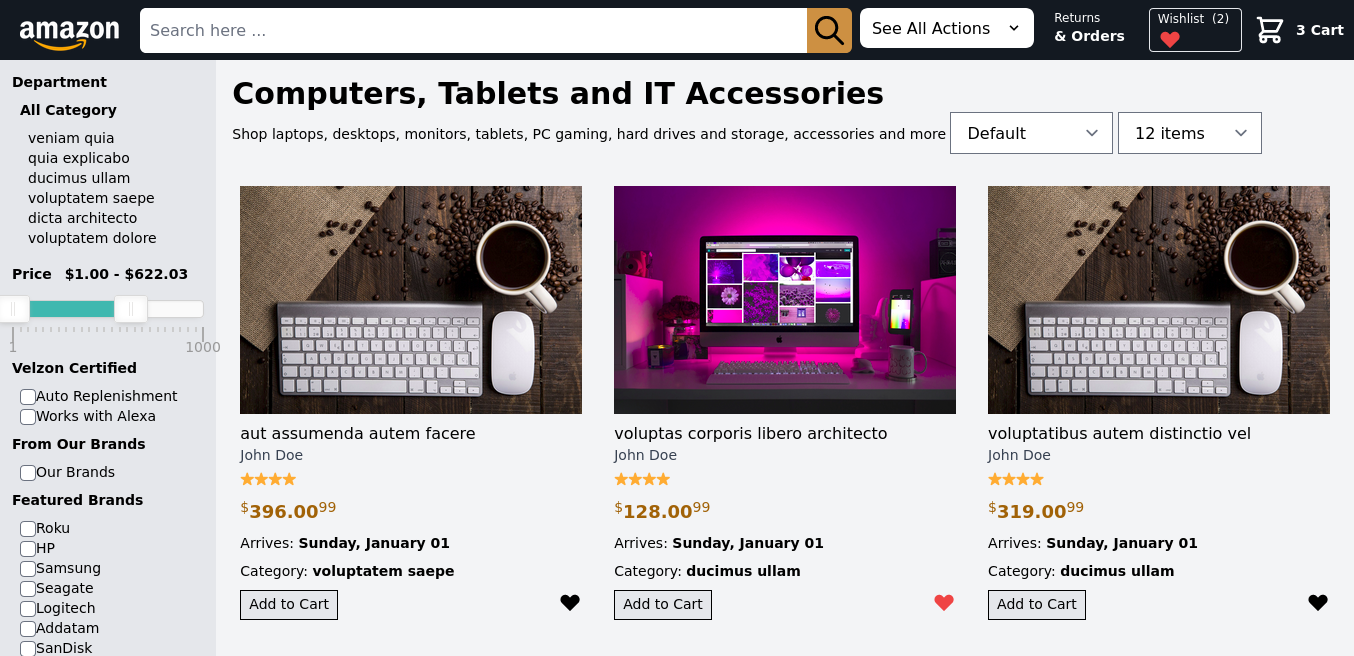 amazon
Search here ...
See All Actions
Returns
& Orders
Wishlist (2)
3 Cart
Department
All Category
veniam quia
quia explicabo
ducimus ullam
voluptatem saepe
dicta architecto
voluptatem dolore
Price $1.00 - $622.03
1 1000
Velzon Certified
Auto Replenishment
Works with Alexa
From Our Brands
Our Brands
Featured Brands
Roku
HP
Samsung
Seagate
Logitech
Addatam
SanDisk
Computers, Tablets and IT Accessories
Shop laptops, desktops, monitors, tablets, PC gaming, hard drives and storage, accessories and more
Default
12 items
aut assumenda autem facere
John Doe
$396.0099
Arrives: Sunday, January 01
Category: voluptatem saepe
Add to Cart
voluptas corporis libero architecto
John Doe
$128.0099
Arrives: Sunday, January 01
Category: ducimus ullam
Add to Cart
voluptatibus autem distinctio vel
John Doe
$319.0099
Arrives: Sunday, January 01
Category: ducimus ullam
Add to Cart